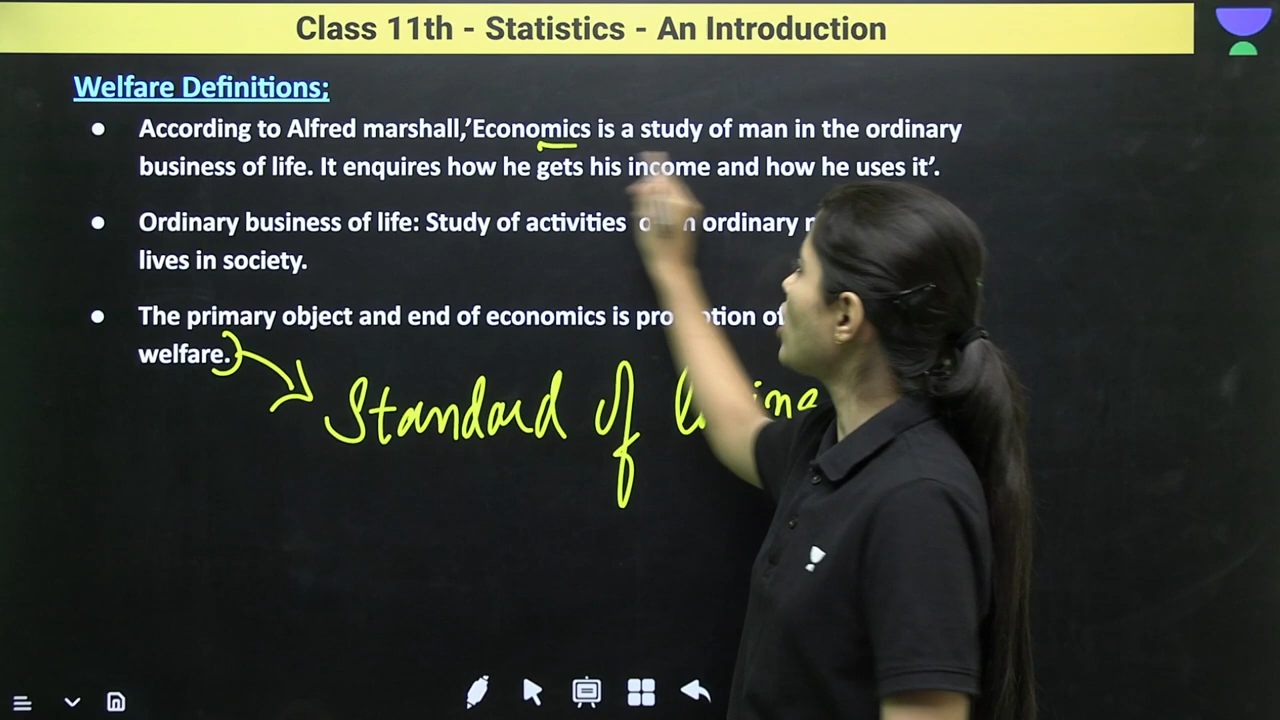 Class 11th - Statistics - An Introduction
Welfare Definitions;
● According to Alfred marshall,’Economics is a study of man in the ordinary
business of life. It enquires how he gets his income and how he uses it’.
● Ordinary business of life: Study of activities ordinary
lives in society.
● The primary object and end of economics is of
welfare.
Standard of